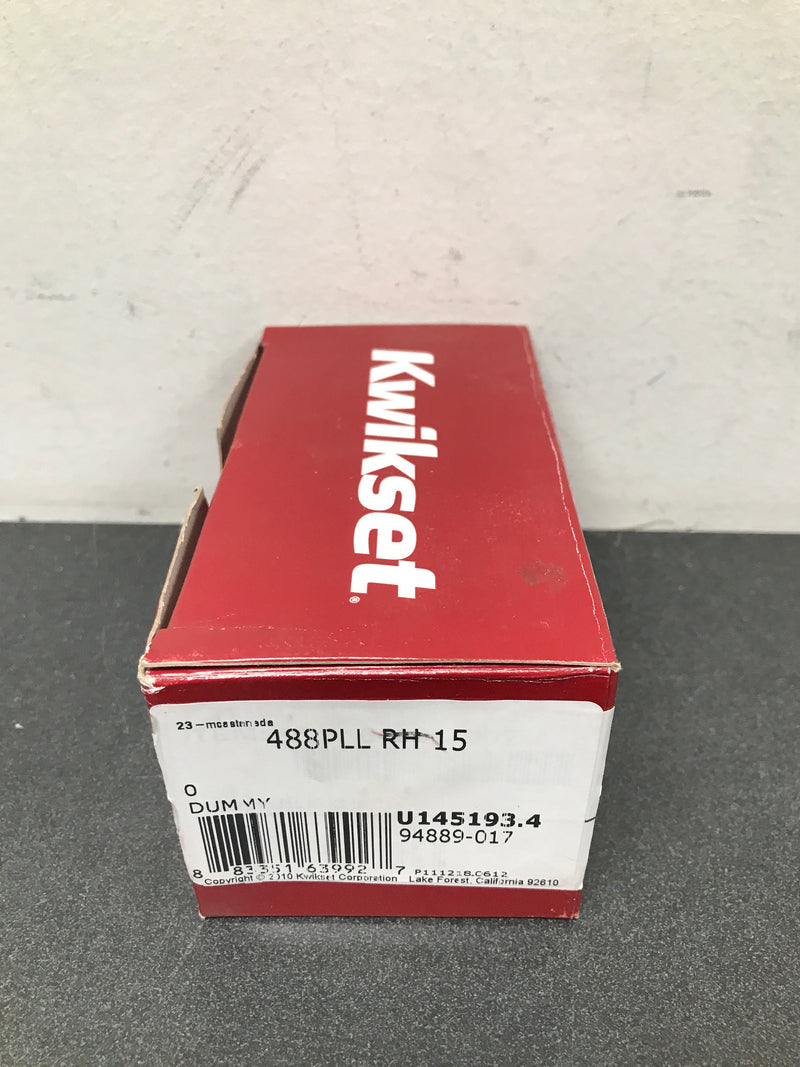 Kwikset®
23-mcastaneda
488PLL RH 15
0
DUMMY
U145193.4
94889-017
8 83351 63992 7
P111218.C612
Copyright © 2010 Kwikset Corporation Lake Forest, California 92610